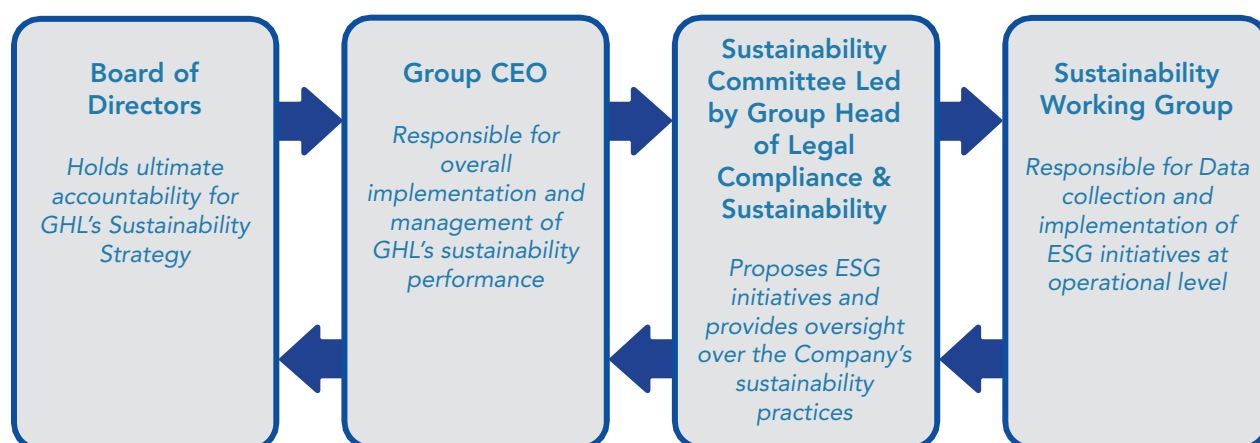 Board of
Directors
Holds ultimate
accountability for
GHL's Sustainability
Strategy
Group CEO
Responsible for
overall
implementation and
management of
GHL's sustainability
performance
Sustainability
Committee Led
by Group Head
of Legal
Compliance &
Sustainability
Proposes ESG
initiatives and
provides oversight
over the Company's
sustainability
practices
Sustainability
Working Group
Responsible for Data
collection and
implementation of
ESG initiatives at
operational level